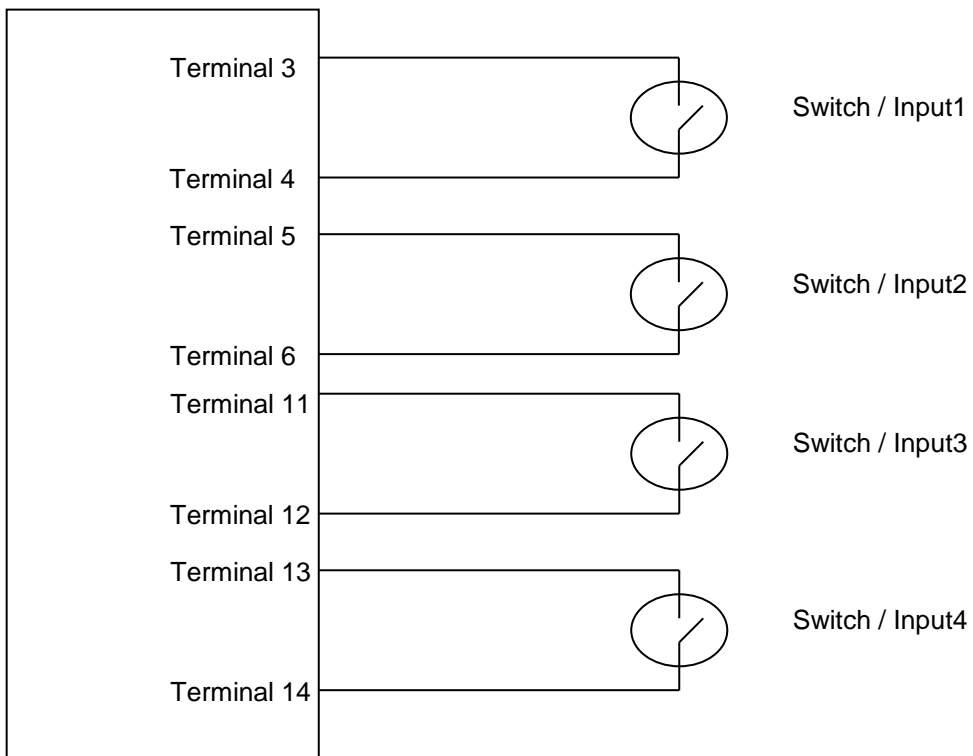 Terminal 3
Switch / Input1
Terminal 4
Terminal 5
Switch / Input2
Terminal 6
Terminal 11
Switch / Input3
Terminal 12
Terminal 13
Switch / Input4
Terminal 14